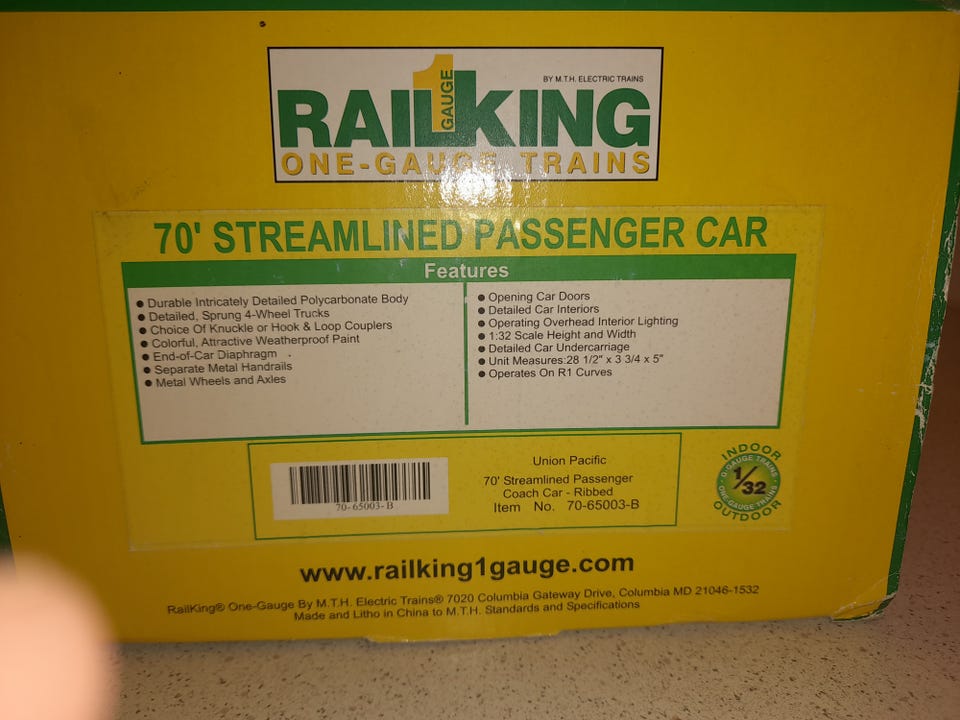 BY M.T.H. ELECTRIC TRAINS
RAILKING
1 GAUGE
ONE-GAUGE TRAINS
70' STREAMLINED PASSENGER CAR
Features
● Durable Intricately Detailed Polycarbonate Body
● Detailed, Sprung 4-Wheel Trucks
● Choice Of Knuckle or Hook & Loop Couplers
● Colorful, Attractive Weatherproof Paint
● End-of-Car Diaphragm
● Separate Metal Handrails
● Metal Wheels and Axles
● Opening Car Doors
● Detailed Car Interiors
● Operating Overhead Interior Lighting
● 1:32 Scale Height and Width
● Detailed Car Undercarriage
● Unit Measures:28 1/2" x 3 3/4 x 5"
● Operates On R1 Curves
70-65003-B
Union Pacific
70' Streamlined Passenger
Coach Car - Ribbed
Item No. 70-65003-B
INDOOR
GAUGE TRAINS
1/32
ONE-GAUGE TRAINS
OUTDOOR
www.railking1gauge.com
RailKing® One-Gauge By M.T.H. Electric Trains® 7020 Columbia Gateway Drive, Columbia MD 21046-1532
Made and Litho in China to M.T.H. Standards and Specifications